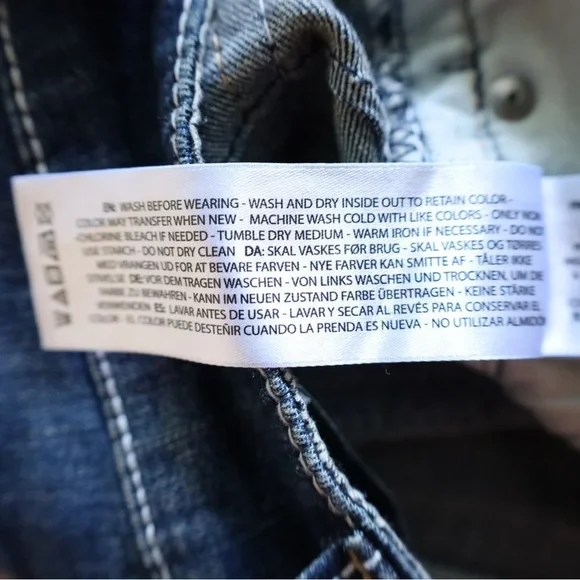 EN: WASH BEFORE WEARING - WASH AND DRY INSIDE OUT TO RETAIN COLOR -
COLOR MAY TRANSFER WHEN NEW - MACHINE WASH COLD WITH LIKE COLORS - ONLY NON
-CHLORINE BLEACH IF NEEDED - TUMBLE DRY MEDIUM - WARM IRON IF NECESSARY - DO NOT
USE STARCH - DO NOT DRY CLEAN DA: SKAL VASKES FØR BRUG - SKAL VASKES OG TØRRES
MED VRANGEN UD FOR AT BEVARE FARVEN - NYE FARVER KAN SMITTE AF - TÅLER IKKE
STIVELSE DE: VOR DEM TRAGEN WASCHEN - VON LINKS WASCHEN UND TROCKNEN, UM DIE
FARBE ZU BEWAHREN - KANN IM NEUEN ZUSTAND FARBE ÜBERTRAGEN - KEINE STÄRKE
VERWENDEN ES: LAVAR ANTES DE USAR - LAVAR Y SECAR AL REVÉS PARA CONSERVAR EL
COLOR - EL COLOR PUEDE DESTEÑIR CUANDO LA PRENDA ES NUEVA - NO UTILIZAR ALMIDÓN